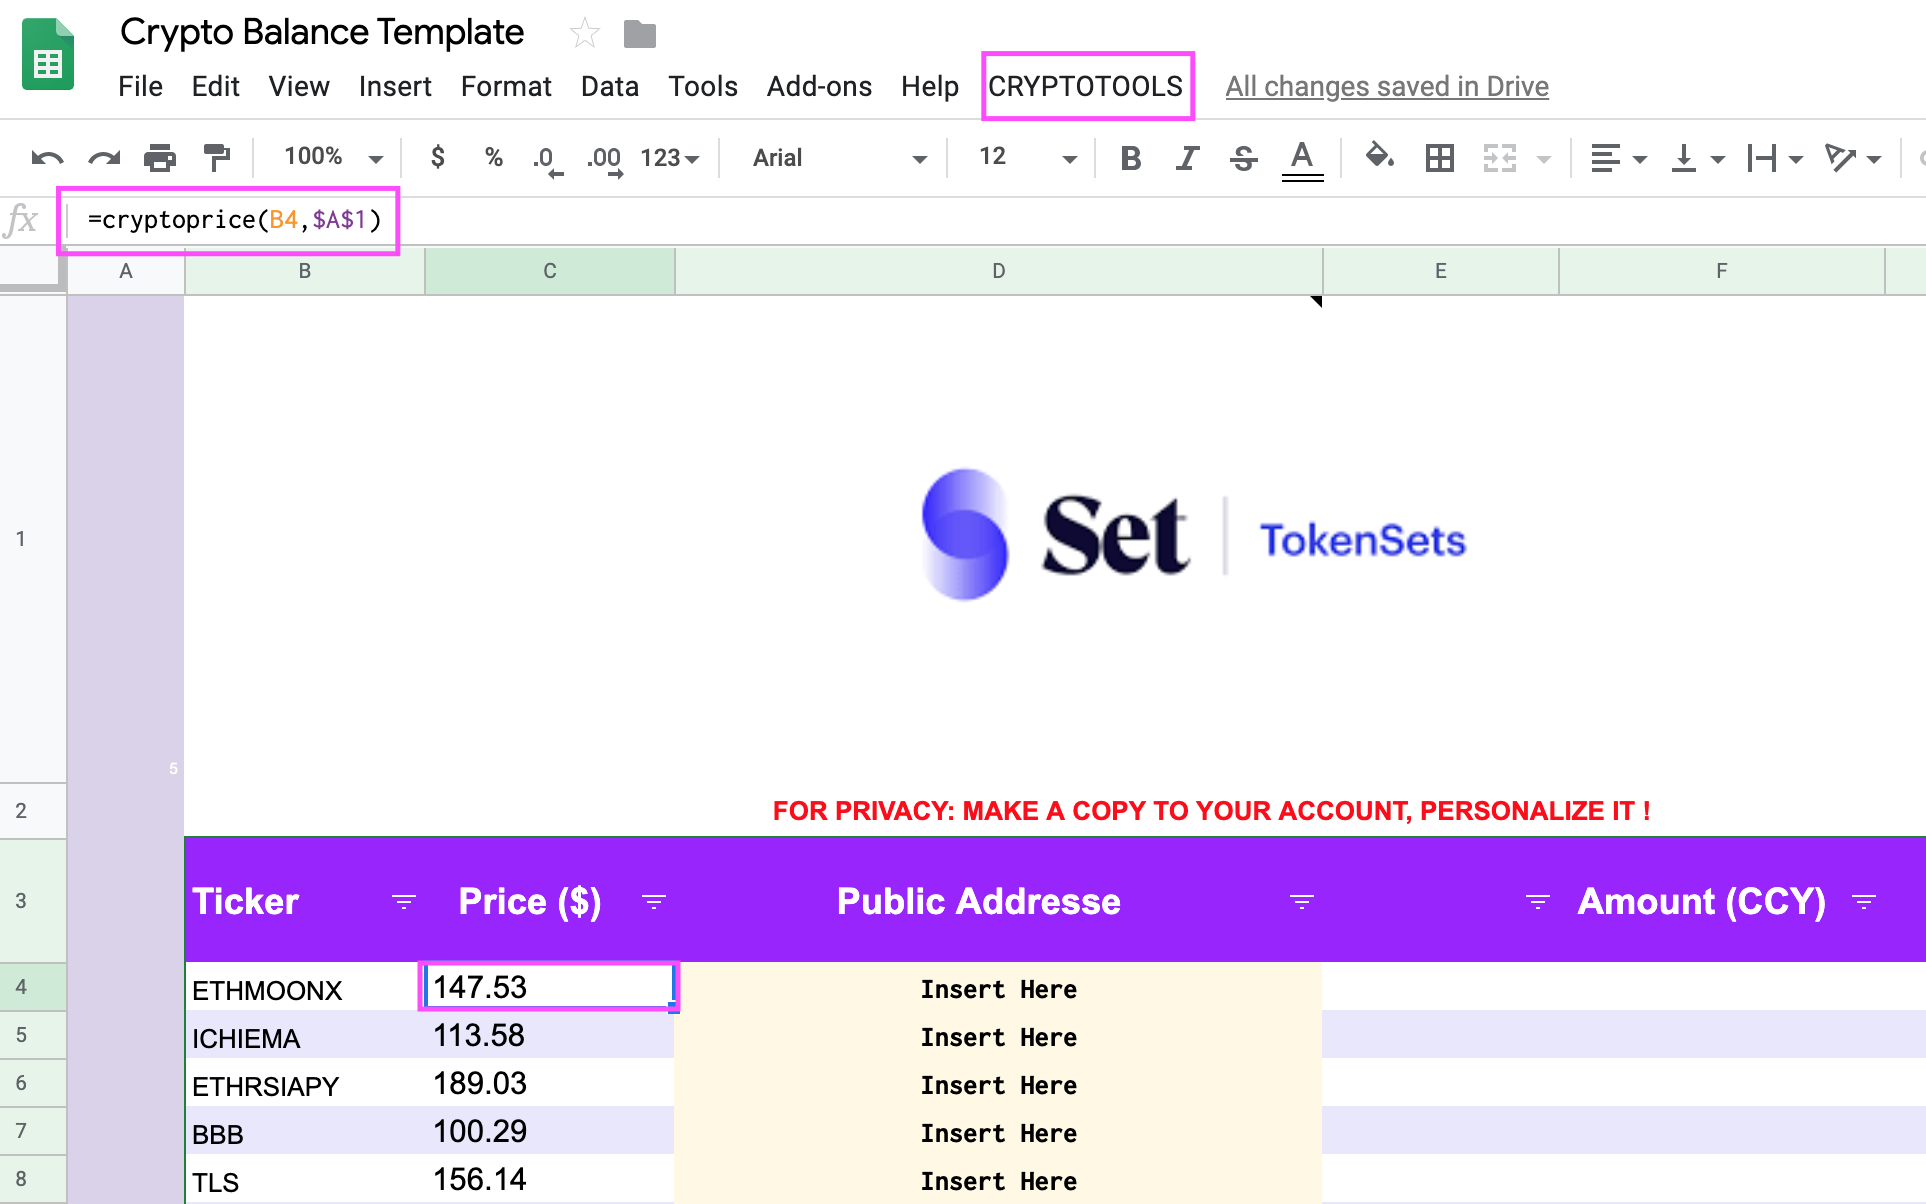 Crypto Balance Template
File Edit View Insert Format Data Tools Add-ons Help CRYPTOTOOLS All changes saved in Drive
100% $ % .0 .00 123 Arial 12 B I S A
fx =cryptoprice(B4,$A$1)
A B C D E F
1
Set TokenSets
5
2 FOR PRIVACY: MAKE A COPY TO YOUR ACCOUNT, PERSONALIZE IT !
3 Ticker Price ($) Public Addresse Amount (CCY)
4 ETHMOONX 147.53 Insert Here
5 ICHIEMA 113.58 Insert Here
6 ETHRSIAPY 189.03 Insert Here
7 BBB 100.29 Insert Here
8 TLS 156.14 Insert Here